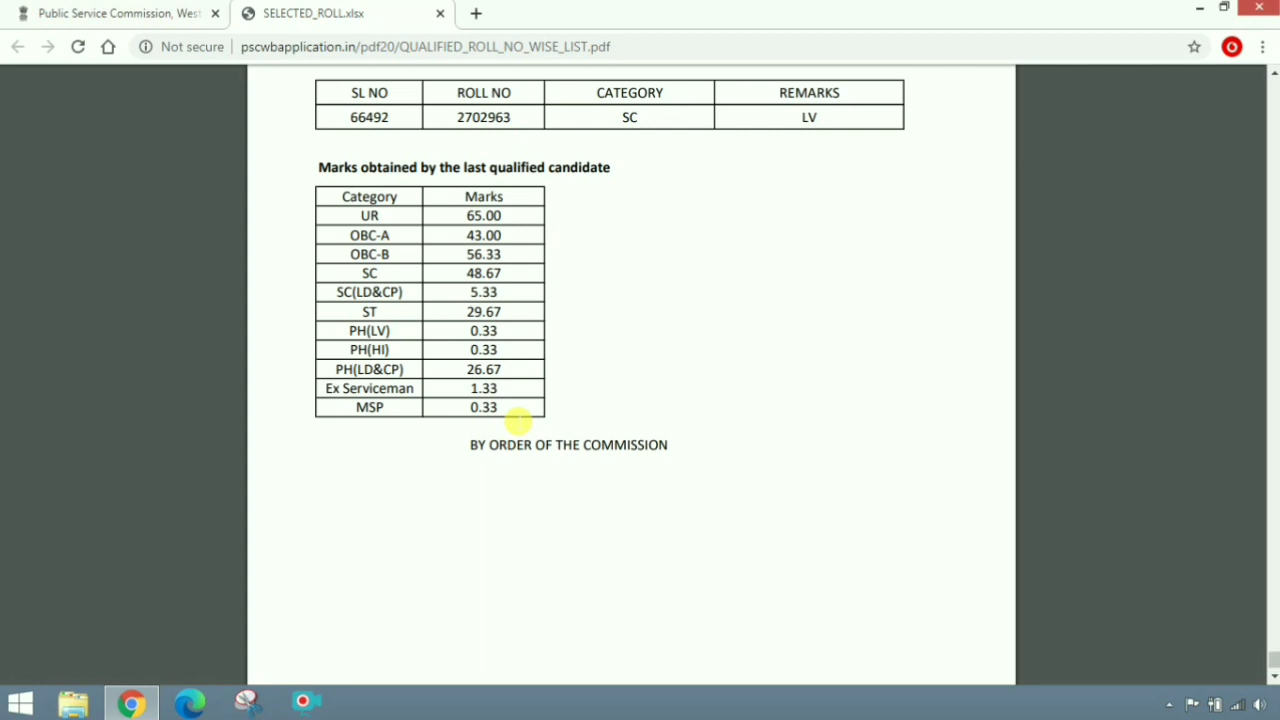 Public Service Commission, West
SELECTED_ROLL.xlsx
Not secure
pscwbapplication.in/pdf20/QUALIFIED_ROLL_NO_WISE_LIST.pdf
SL NO ROLL NO CATEGORY REMARKS
66492 2702963 SC LV
Marks obtained by the last qualified candidate
Category Marks
UR 65.00
OBC-A 43.00
OBC-B 56.33
SC 48.67
SC(LD&CP) 5.33
ST 29.67
PH(LV) 0.33
PH(HI) 0.33
PH(LD&CP) 26.67
Ex Serviceman 1.33
MSP 0.33
BY ORDER OF THE COMMISSION